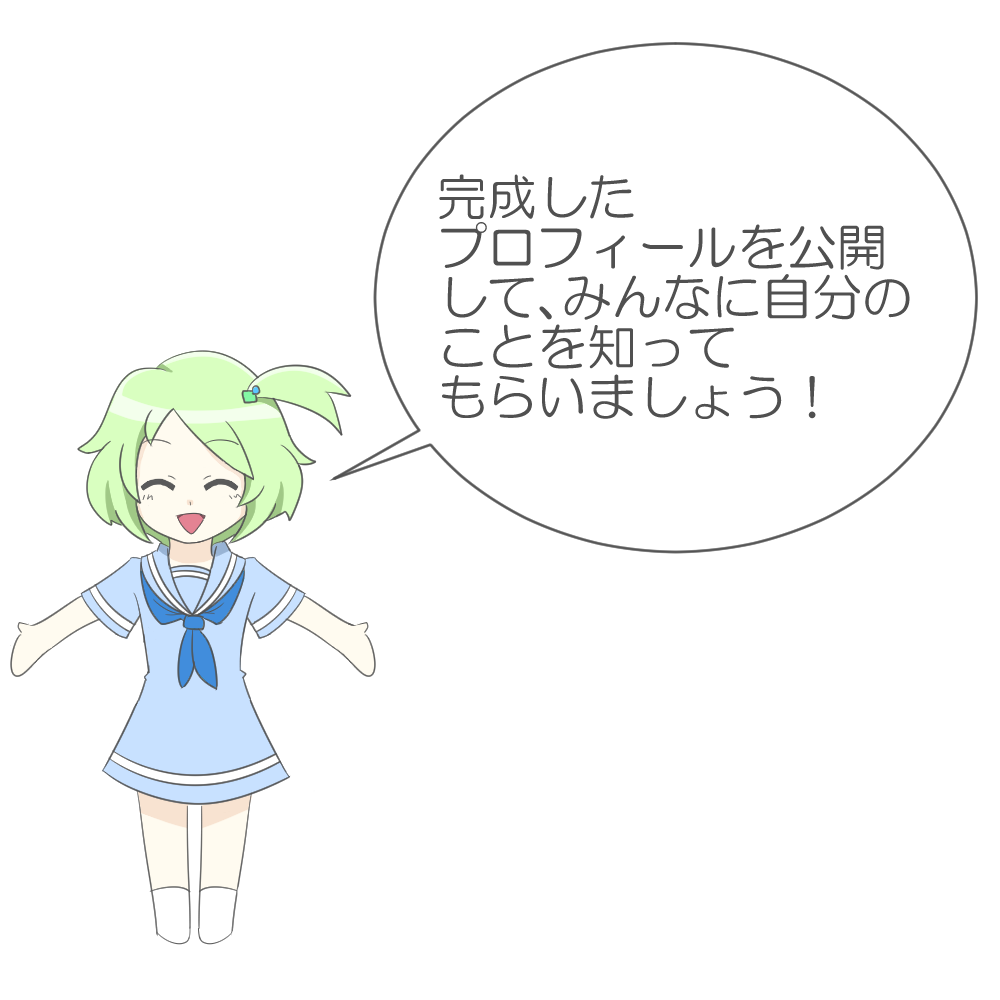 完成した
プロフィールを公開
して、みんなに自分の
ことを知って
もらいましょう！